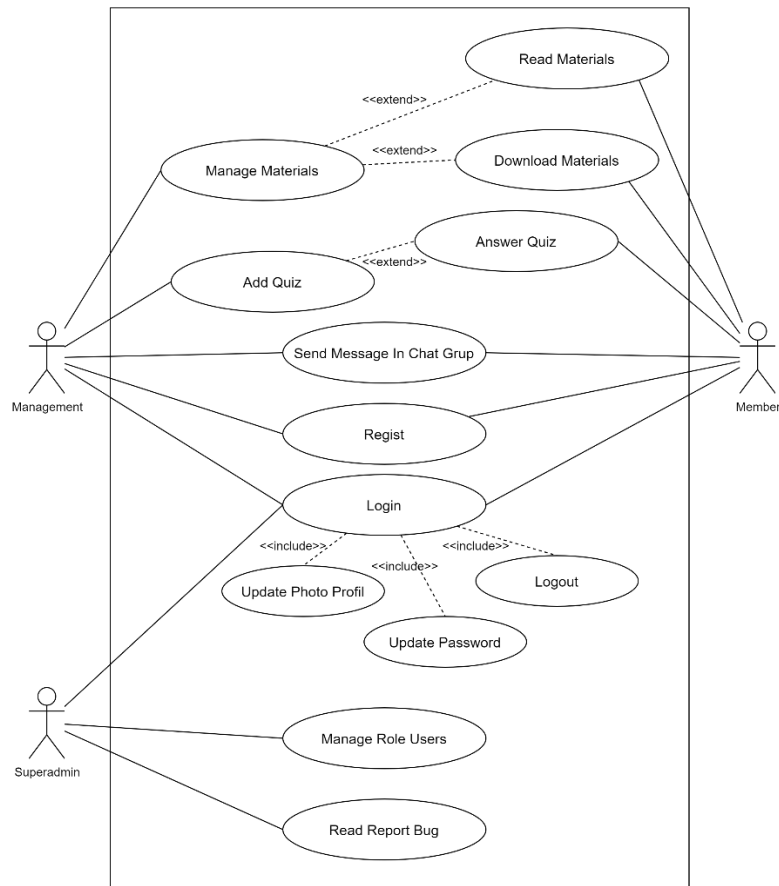 Read Materials
<<extend>>
<<extend>>
Download Materials
Manage Materials
Answer Quiz
<<extend>>
Add Quiz
Send Message In Chat Grup
Management
Member
Regist
Login
<<include>>
<<include>>
<<include>>
Update Photo Profil
Logout
Update Password
Manage Role Users
Superadmin
Read Report Bug